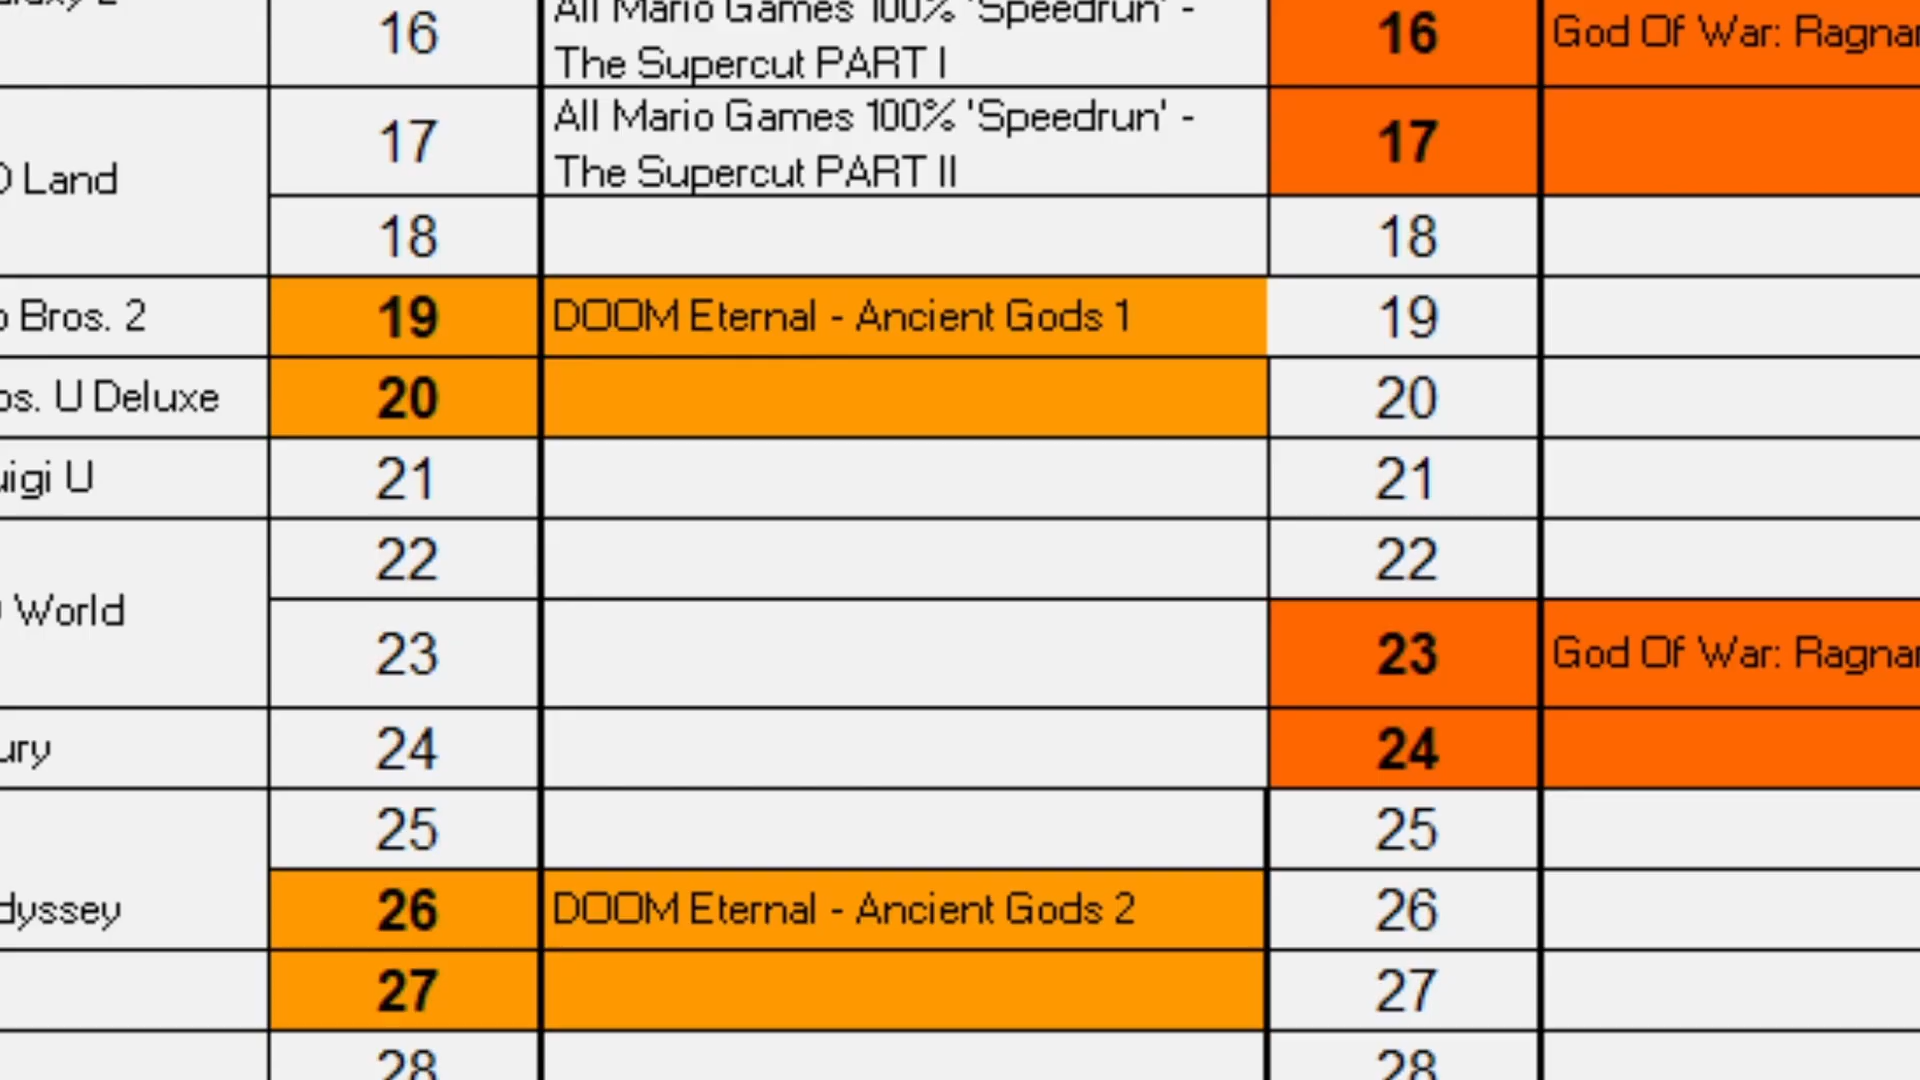 16 All Mario Games 100% 'Speedrun' -
The Supercut PART I
16 God Of War:
17 All Mario Games 100% 'Speedrun' -
The Supercut PART II
17
Land
18 18
Bros. 2 19 DOOM Eternal - Ancient Gods 1 19
U Deluxe 20 20
U 21 21
22 22
World
23 23 God Of War:
24 24
25 25
26 DOOM Eternal - Ancient Gods 2 26
27 27
28 28